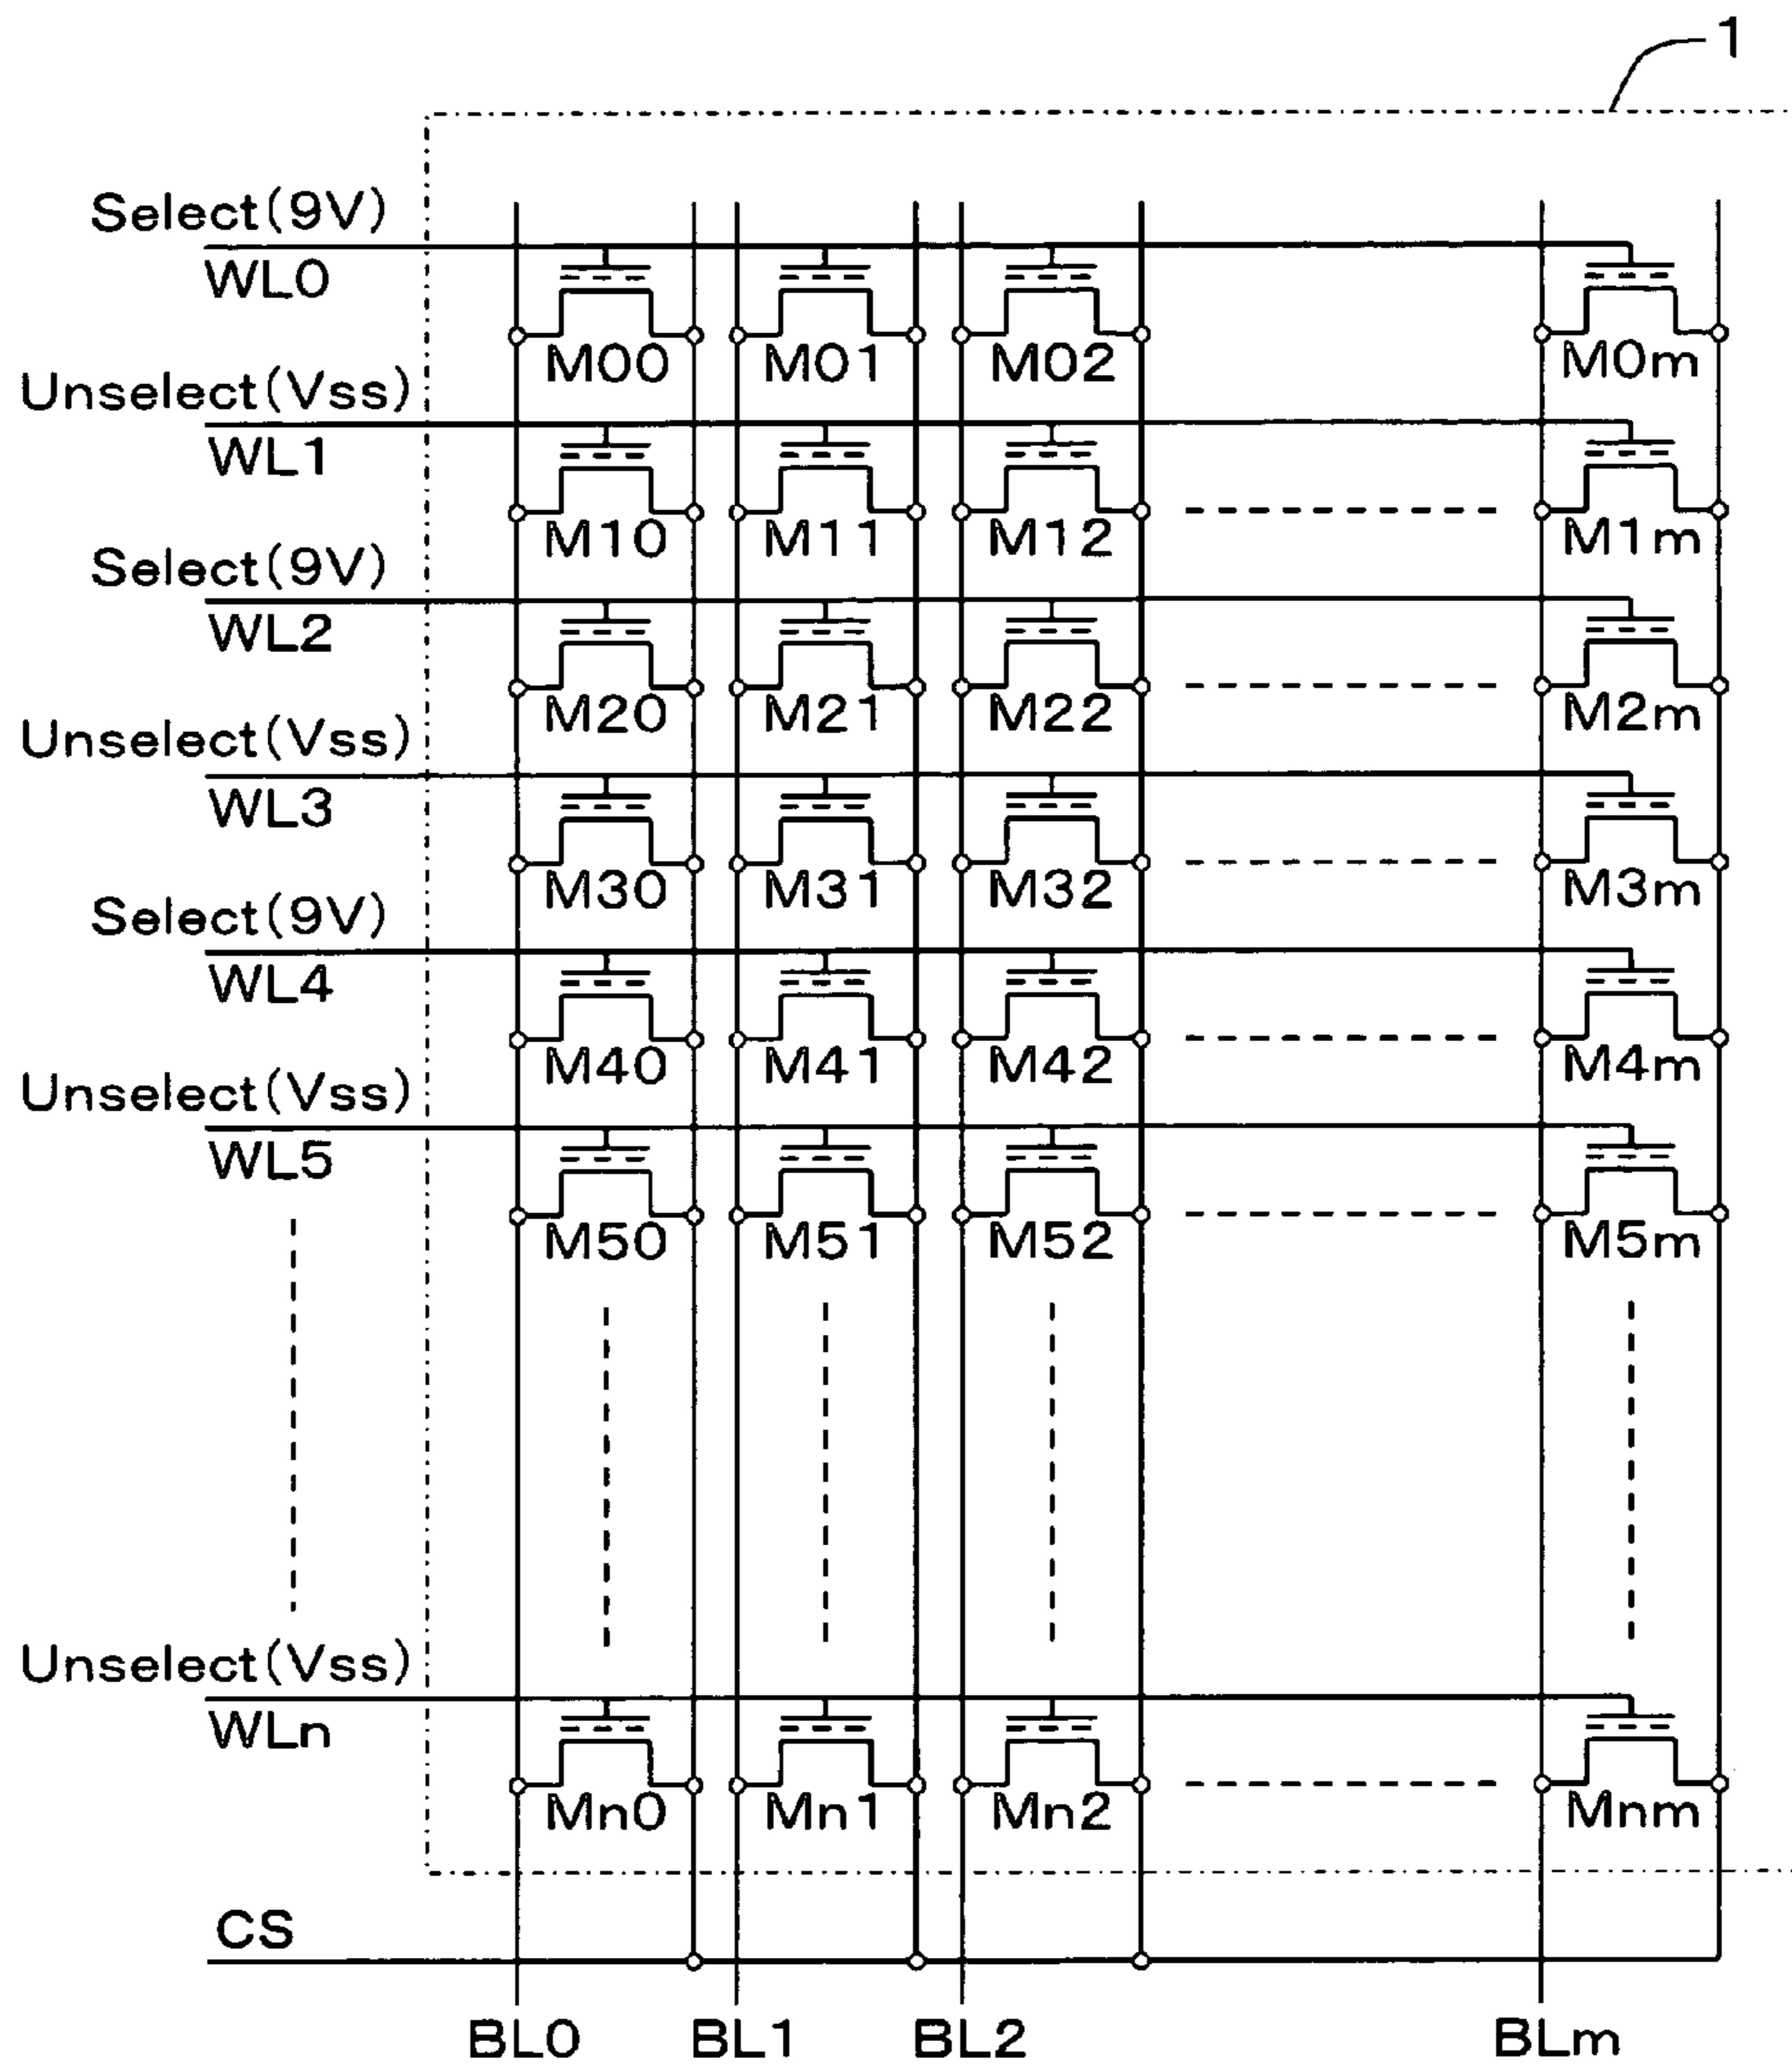 1
Select(9V)
WL0
M00 M01 M02 M0m
Unselect(Vss)
WL1
M10 M11 M12 M1m
Select(9V)
WL2
M20 M21 M22 M2m
Unselect(Vss)
WL3
M30 M31 M32 M3m
Select(9V)
WL4
M40 M41 M42 M4m
Unselect(Vss)
WL5
M50 M51 M52 M5m
Unselect(Vss)
WLn
Mn0 Mn1 Mn2 Mnm
CS
BL0 BL1 BL2 BLm